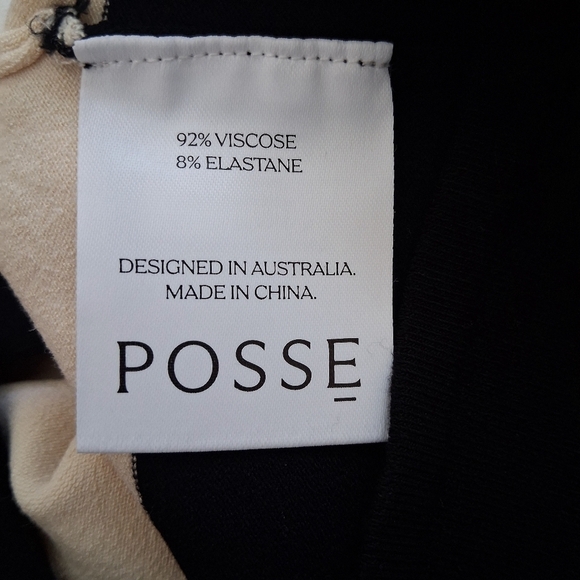 92% VISCOSE
8% ELASTANE
DESIGNED IN AUSTRALIA.
MADE IN CHINA.
POSSE